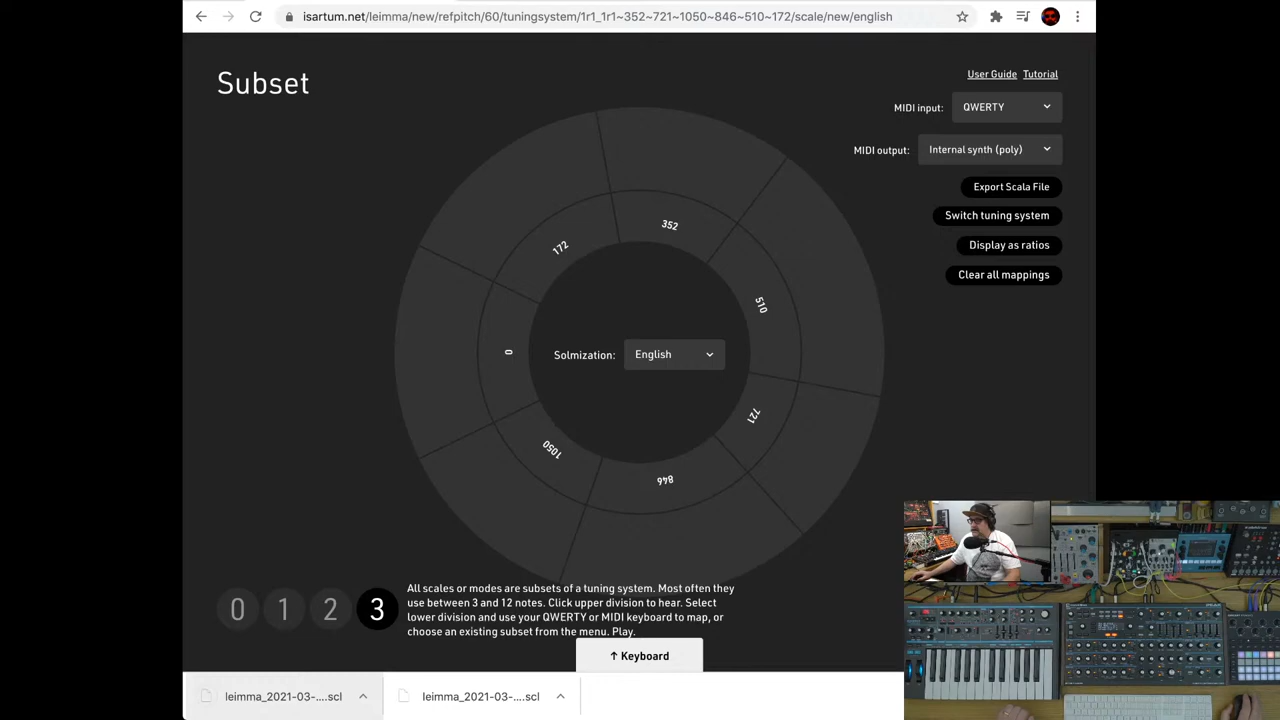 isartum.net/leimma/new/refpitch/60/tuningsystem/1r1_1r1~352~721~1050~846~510~172/scale/new/english
Subset
User Guide Tutorial
MIDI input: QWERTY
MIDI output: Internal synth (poly)
Export Scala File
Switch tuning system
Display as ratios
Clear all mappings
352
172
510
0
Solmization: English
721
1050
846
0 1 2 3
All scales or modes are subsets of a tuning system. Most often they
use between 3 and 12 notes. Click upper division to hear. Select
lower division and use your QWERTY or MIDI keyboard to map, or
choose an existing subset from the menu. Play.
↑ Keyboard
leimma_2021-03-....scl
leimma_2021-03-....scl